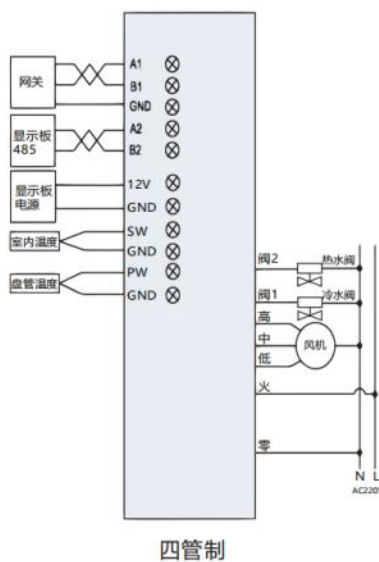 网关
A1
B1
GND
显示板
485
A2
B2
显示板
电源
12V
GND
室内温度
SW
GND
盘管温度
PW
GND
阀2
热水阀
阀1
冷水阀
高
中
低
风机
火
零
N L
AC220
四管制